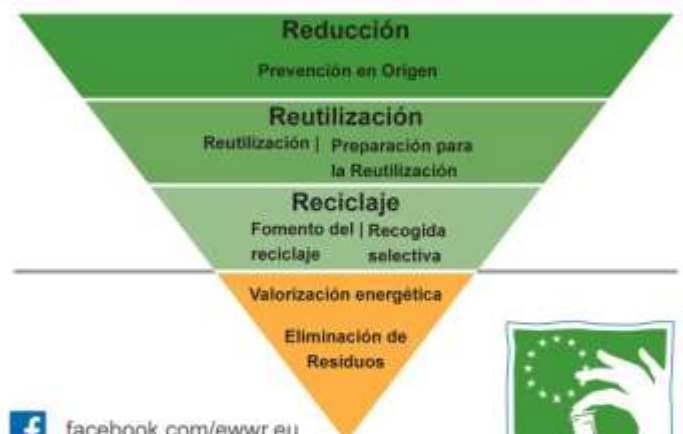 Reducción
Prevención en Origen
Reutilización
Reutilización | Preparación para
la Reutilización
Reciclaje
Fomento del | Recogida
reciclaje selectiva
Valorización energética
Eliminación de
Residuos
f facebook.com/ewwr.eu